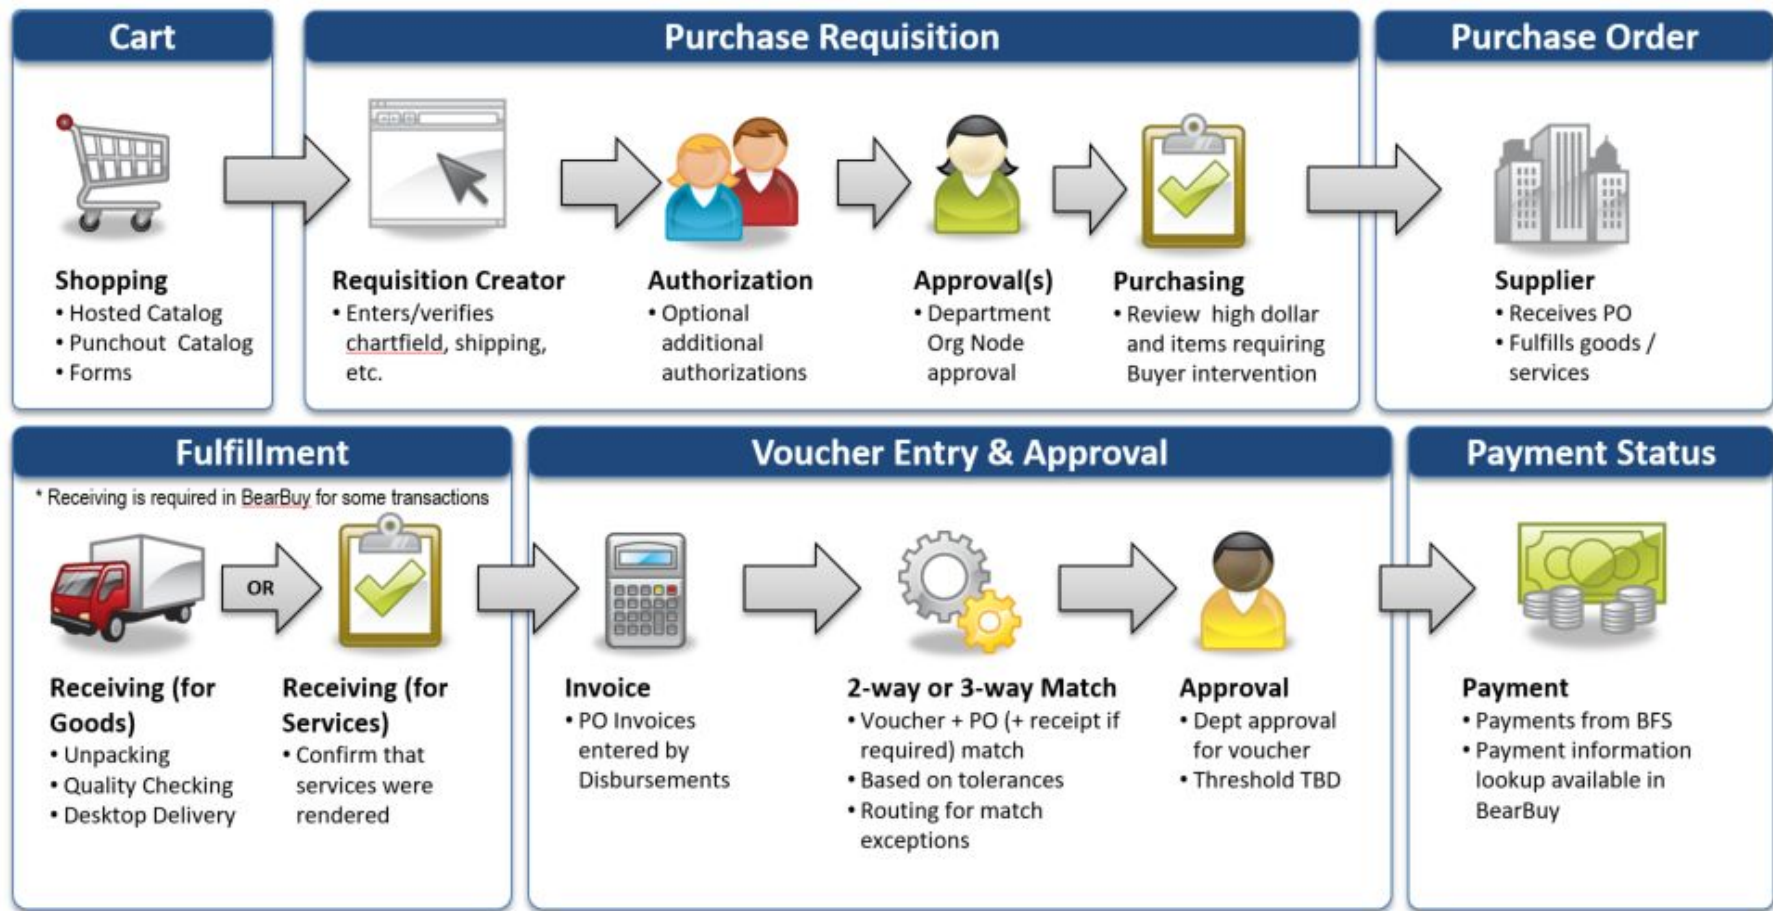 Cart
Purchase Requisition
Purchase Order
Shopping
• Hosted Catalog
• Punchout Catalog
• Forms
Requisition Creator
• Enters/verifies
chartfield, shipping,
etc.
Authorization
• Optional
additional
authorizations
Approval(s)
• Department
Org Node
approval
Purchasing
• Review high dollar
and items requiring
Buyer intervention
Supplier
• Receives PO
• Fulfills goods /
services
Fulfillment
Voucher Entry & Approval
Payment Status
* Receiving is required in BearBuy for some transactions
OR
Receiving (for
Goods)
• Unpacking
• Quality Checking
• Desktop Delivery
Receiving (for
Services)
• Confirm that
services were
rendered
Invoice
• PO Invoices
entered by
Disbursements
2-way or 3-way Match
• Voucher + PO (+ receipt if
required) match
• Based on tolerances
• Routing for match
exceptions
Approval
• Dept approval
for voucher
• Threshold TBD
Payment
• Payments from BFS
• Payment information
lookup available in
BearBuy